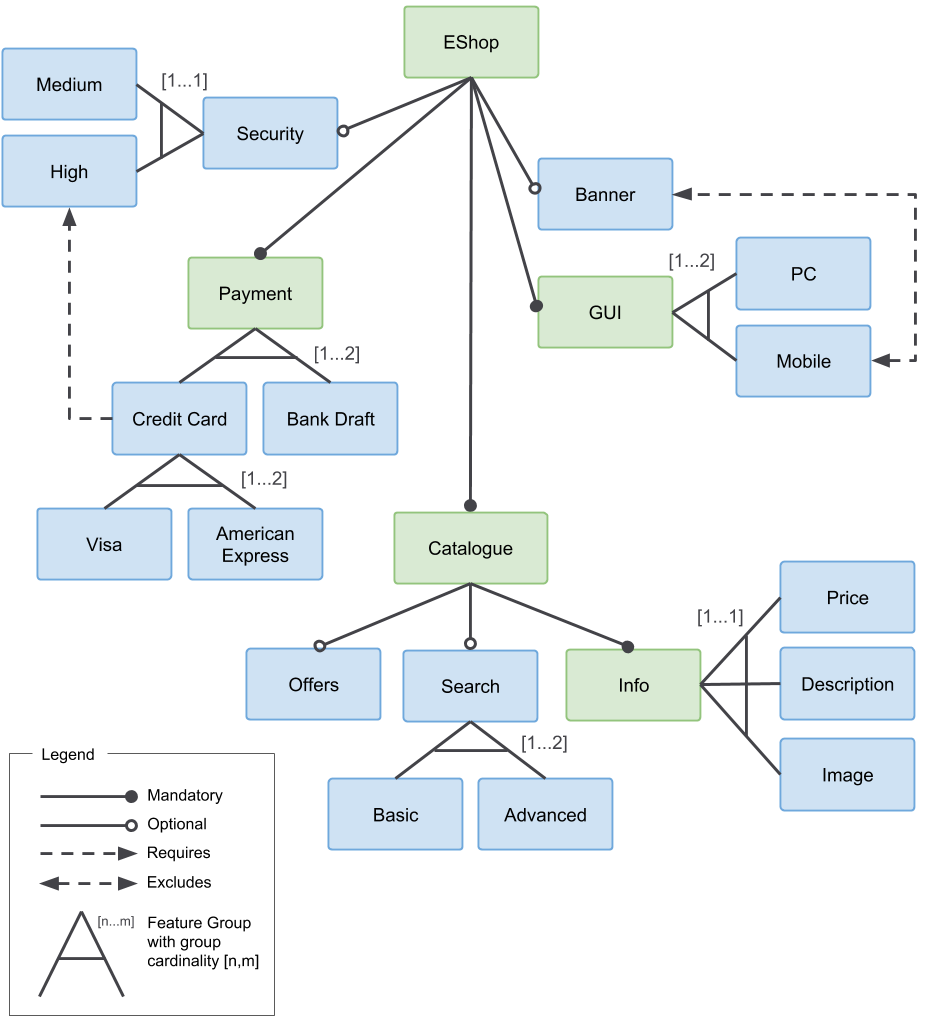 EShop
Medium
[1...1]
Security
High
Banner
[1...2]
PC
GUI
Mobile
Payment
[1...2]
Credit Card
Bank Draft
[1...2]
Visa
American
Express
Catalogue
Price
[1...1]
Offers
Search
Info
Description
[1...2]
Image
Basic
Advanced
Legend
Mandatory
Optional
Requires
Excludes
[n...m]
Feature Group
with group
cardinality [n,m]